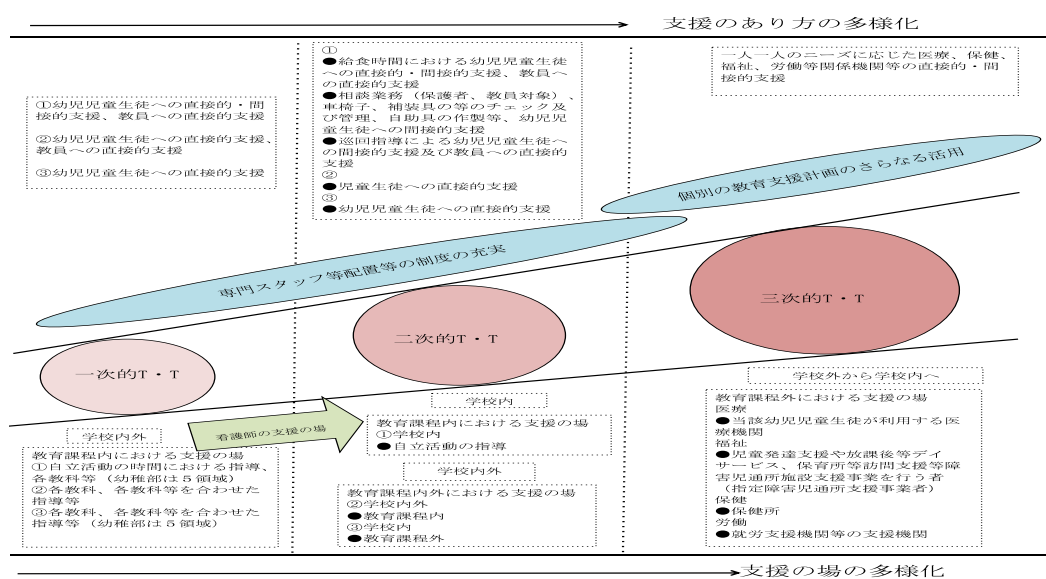 支援のあり方の多様化
①幼児児童生徒への直接的・間
接的支援、教員への直接的支援
②幼児児童生徒への直接的支援、
教員への直接的支援
③幼児児童生徒への直接的支援
①
●給食時間における幼児児童生徒
への直接的・間接的支援、教員へ
の直接的支援
●相談業務（保護者、教員対象）、
車椅子、補装具の等のチェック及
び管理、自助具の作製等、幼児児
童生徒への間接的支援
●巡回指導による幼児児童生徒へ
の間接的支援及び教員への直接的
支援
②
●児童生徒への直接的支援
③
●幼児児童生徒への直接的支援
一人一人のニーズに応じた医療、保健、
福祉、労働等関係機関等の直接的・間
接的支援
個別の教育支援計画のさらなる活用
専門スタッフ等配置等の制度の充実
一次的T・T
二次的T・T
三次的T・T
看護師の支援の場
学校内外
教育課程内における支援の場
①自立活動の時間における指導、
各教科等（幼稚部は５領域）
②各教科、各教科等を合わせた
指導等
③各教科、各教科等を合わせた
指導等（幼稚部は５領域）
学校内
教育課程内における支援の場
①学校内
●自立活動の指導
学校内外
教育課程内外における支援の場
②学校内外
●教育課程内
③学校内
●教育課程外
学校外から学校内へ
教育課程外における支援の場
医療
●当該幼児児童生徒が利用する医
療機関
福祉
●児童発達支援や放課後等デイ
サービス、保育所等訪問支援等障
害児通所施設支援事業を行う者
（指定障害児通所支援事業者）
保健
●保健所
労働
●就労支援機関等の支援機関
支援の場の多様化